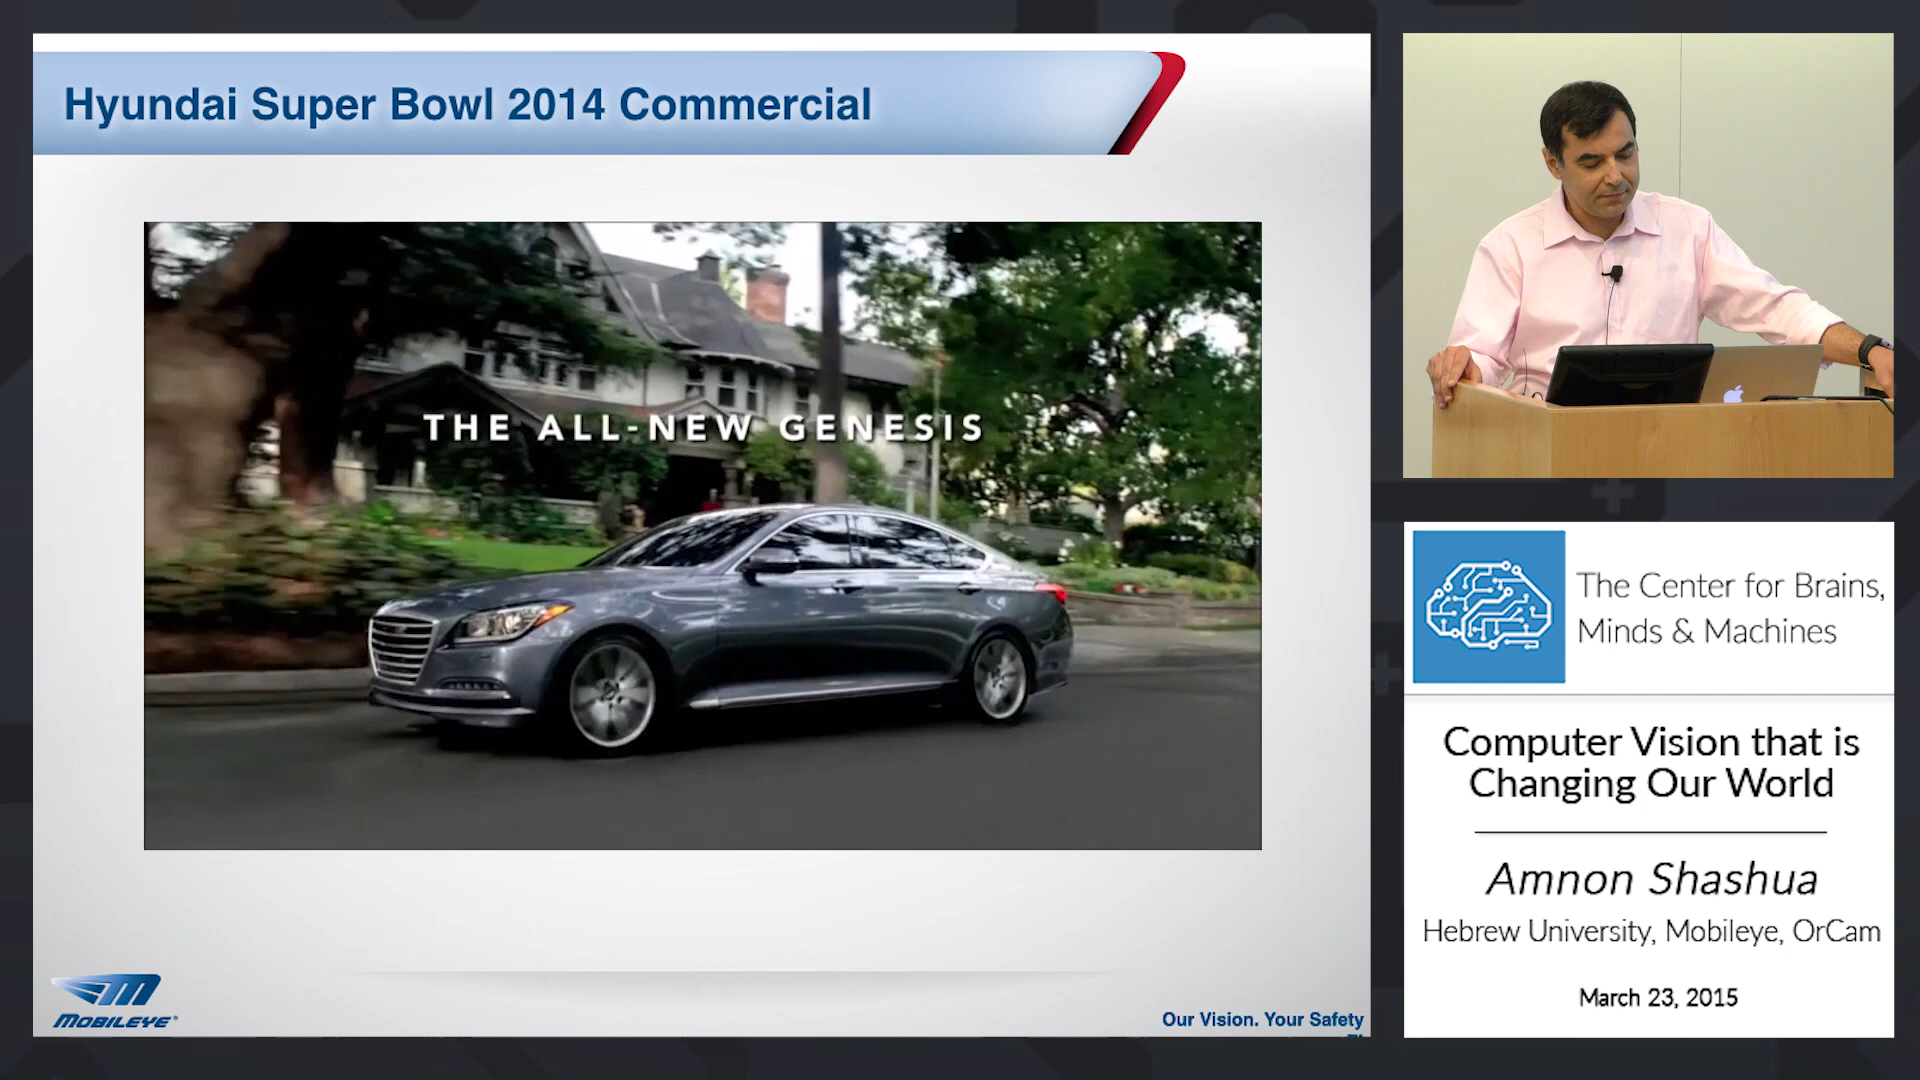 Hyundai Super Bowl 2014 Commercial
THE ALL-NEW GENESIS
MOBILEYE
Our Vision. Your Safety
The Center for Brains,
Minds & Machines
Computer Vision that is
Changing Our World
Amnon Shashua
Hebrew University, Mobileye, OrCam
March 23, 2015